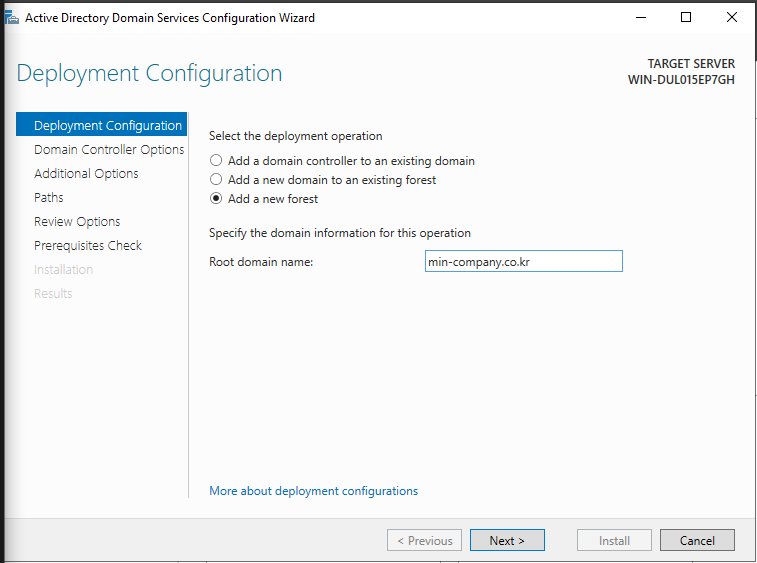 Active Directory Domain Services Configuration Wizard
Deployment Configuration
TARGET SERVER
WIN-DUL015EP7GH
Deployment Configuration
Domain Controller Options
Additional Options
Paths
Review Options
Prerequisites Check
Installation
Results
Select the deployment operation
Add a domain controller to an existing domain
Add a new domain to an existing forest
Add a new forest
Specify the domain information for this operation
Root domain name: min-company.co.kr
More about deployment configurations
< Previous Next > Install Cancel